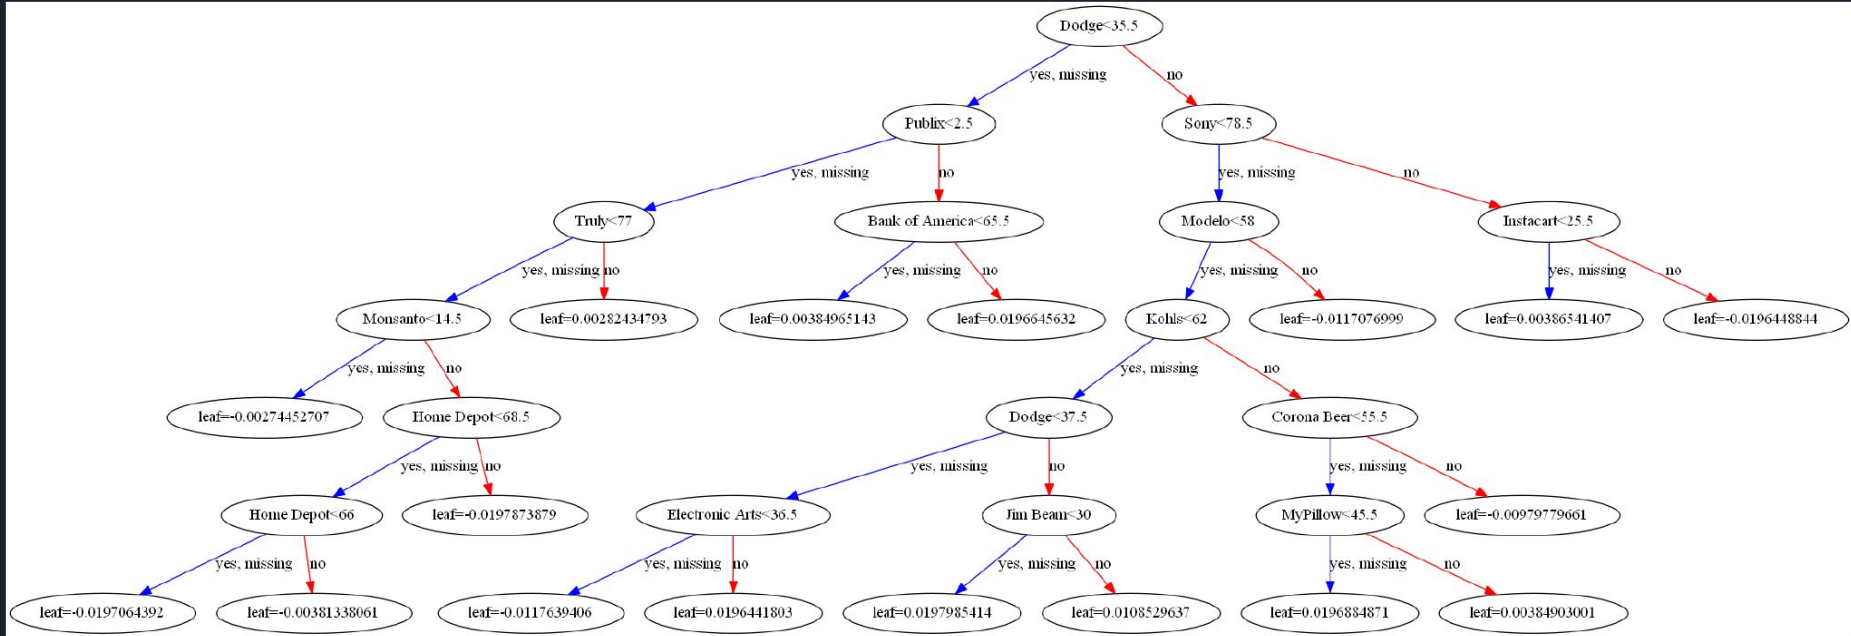 Dodge<35.5
yes, missing
no
Publix<2.5
Sony<78.5
yes, missing
no
yes, missing
no
Truly<77
Bank of America<65.5
Modelo<58
Instacart<25.5
yes, missing
no
yes, missing
no
yes, missing
no
yes, missing
no
Monsanto<14.5
leaf=0.00282434793
leaf=0.00384965143
leaf=0.0196645632
Kohls<62
leaf=-0.0117076999
leaf=0.00386541407
leaf=-0.0196448844
yes, missing
no
yes, missing
no
leaf=-0.00274452707
Home Depot<68.5
Dodge<37.5
Corona Beer<55.5
yes, missing
no
yes, missing
no
yes, missing
no
Home Depot<66
leaf=-0.0197873879
Electronic Arts<36.5
Jim Beam<30
MyPillow<45.5
leaf=-0.00979779661
yes, missing
no
yes, missing
no
yes, missing
no
yes, missing
no
leaf=-0.0197064392
leaf=-0.00381338061
leaf=-0.0117639406
leaf=0.0196441803
leaf=0.0197985414
leaf=0.0108529637
leaf=0.0196884871
leaf=0.00384903001